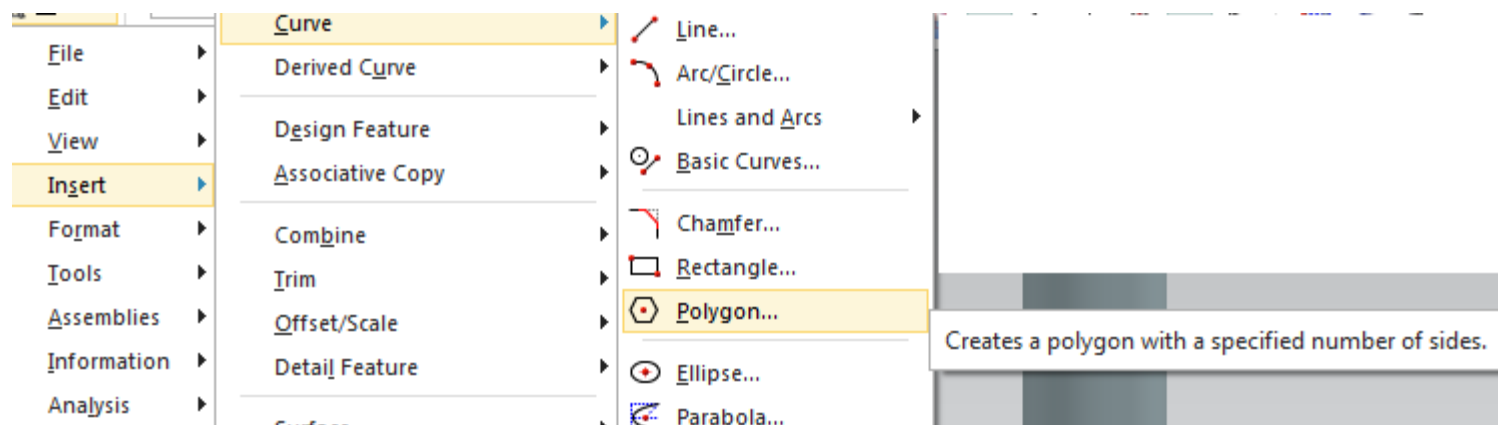 File
Edit
View
Insert
Format
Tools
Assemblies
Information
Analysis
Curve
Derived Curve
Design Feature
Associative Copy
Combine
Trim
Offset/Scale
Detail Feature
Line...
Arc/Circle...
Lines and Arcs
Basic Curves...
Chamfer...
Rectangle...
Polygon...
Ellipse...
Parabola...
Creates a polygon with a specified number of sides.